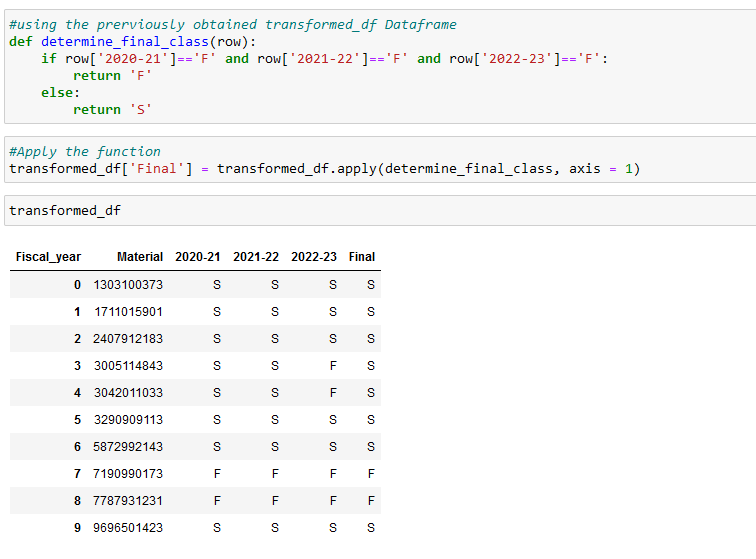 #using the prerviously obtained transformed_df Dataframe
def determine_final_class(row):
    if row['2020-21']=='F' and row['2021-22']=='F' and row['2022-23']=='F':
        return 'F'
    else:
        return 'S'
#Apply the function
transformed_df['Final'] = transformed_df.apply(determine_final_class, axis = 1)
transformed_df
Fiscal_year Material 2020-21 2021-22 2022-23 Final
0 1303100373 S S S S
1 1711015901 S S S S
2 2407912183 S S S S
3 3005114843 S S F S
4 3042011033 S S F S
5 3290909113 S S S S
6 5872992143 S S S S
7 7190990173 F F F F
8 7787931231 F F F F
9 9696501423 S S S S